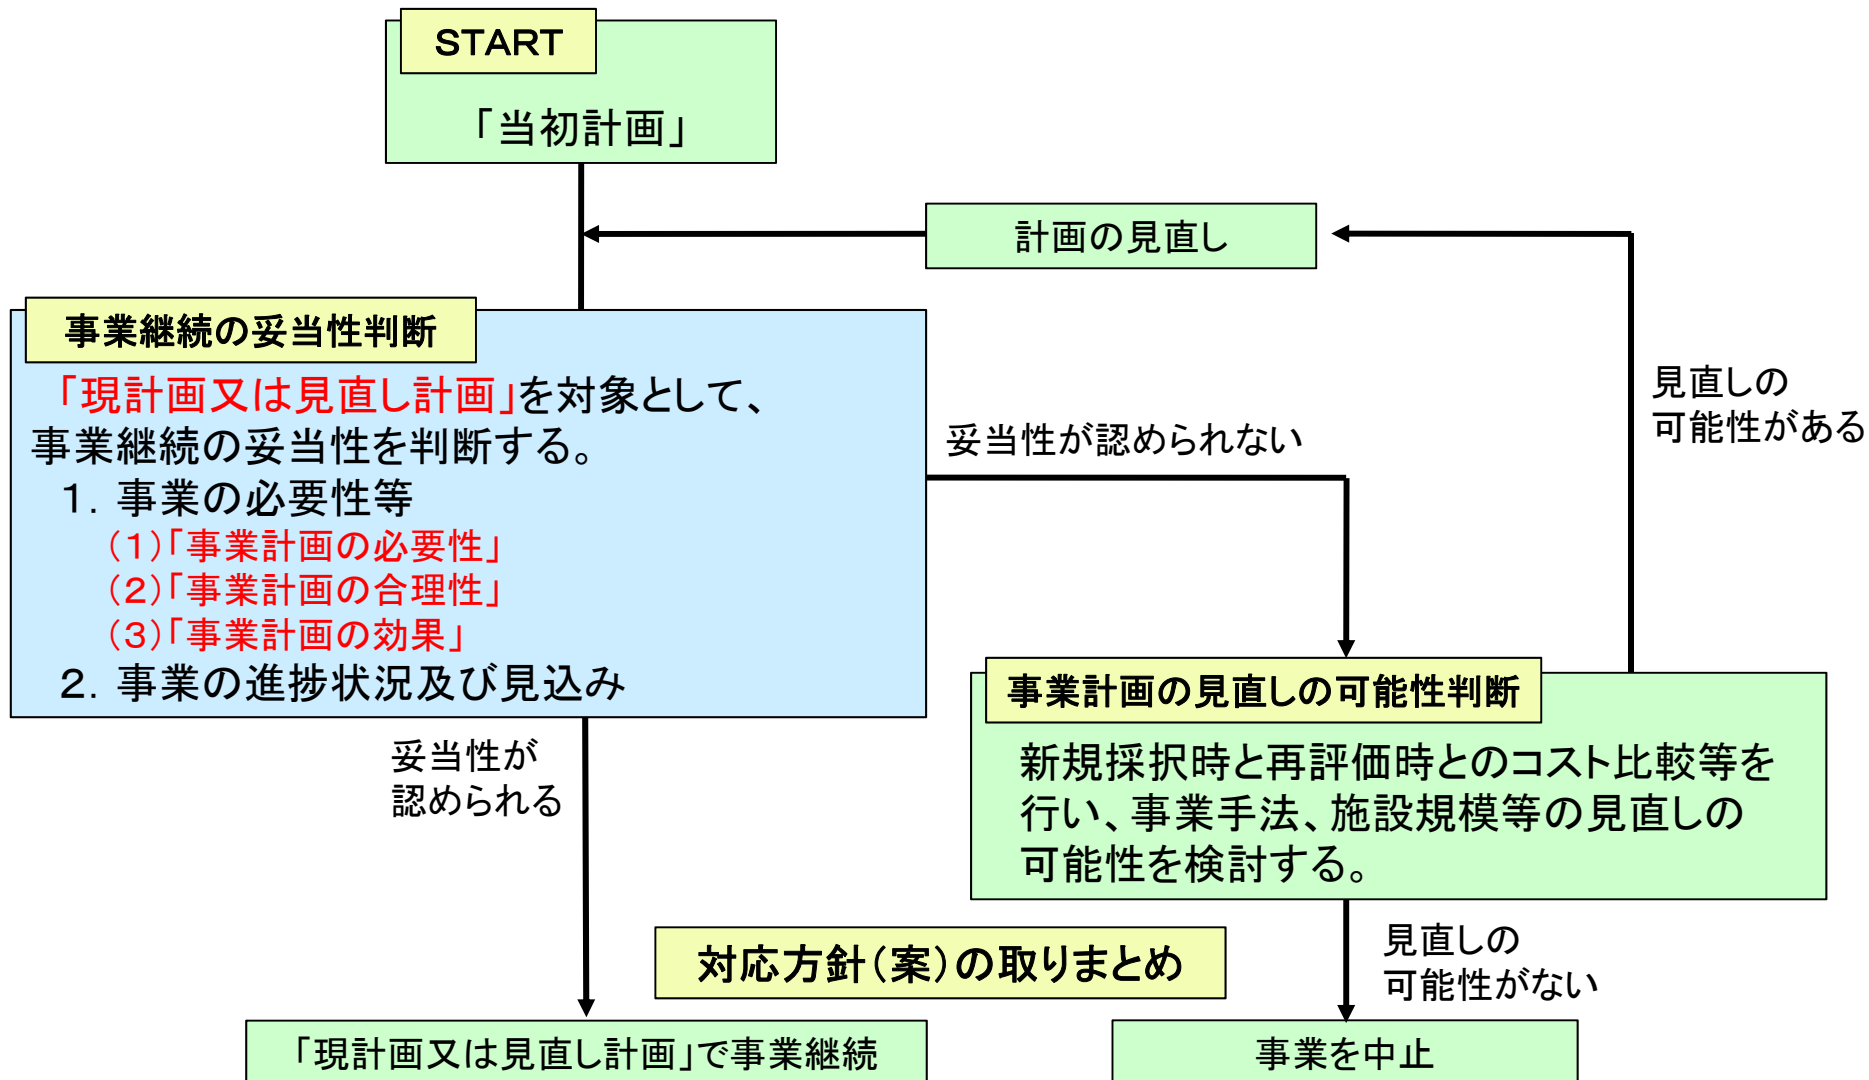 START
「当初計画」
計画の見直し
事業継続の妥当性判断
「現計画又は見直し計画」を対象として、
事業継続の妥当性を判断する。
1. 事業の必要性等
(1)「事業計画の必要性」
(2)「事業計画の合理性」
(3)「事業計画の効果」
2. 事業の進捗状況及び見込み
妥当性が認められない
見直しの
可能性がある
事業計画の見直しの可能性判断
新規採択時と再評価時とのコスト比較等を
行い、事業手法、施設規模等の見直しの
可能性を検討する。
妥当性が
認められる
対応方針(案)の取りまとめ
見直しの
可能性がない
「現計画又は見直し計画」で事業継続
事業を中止